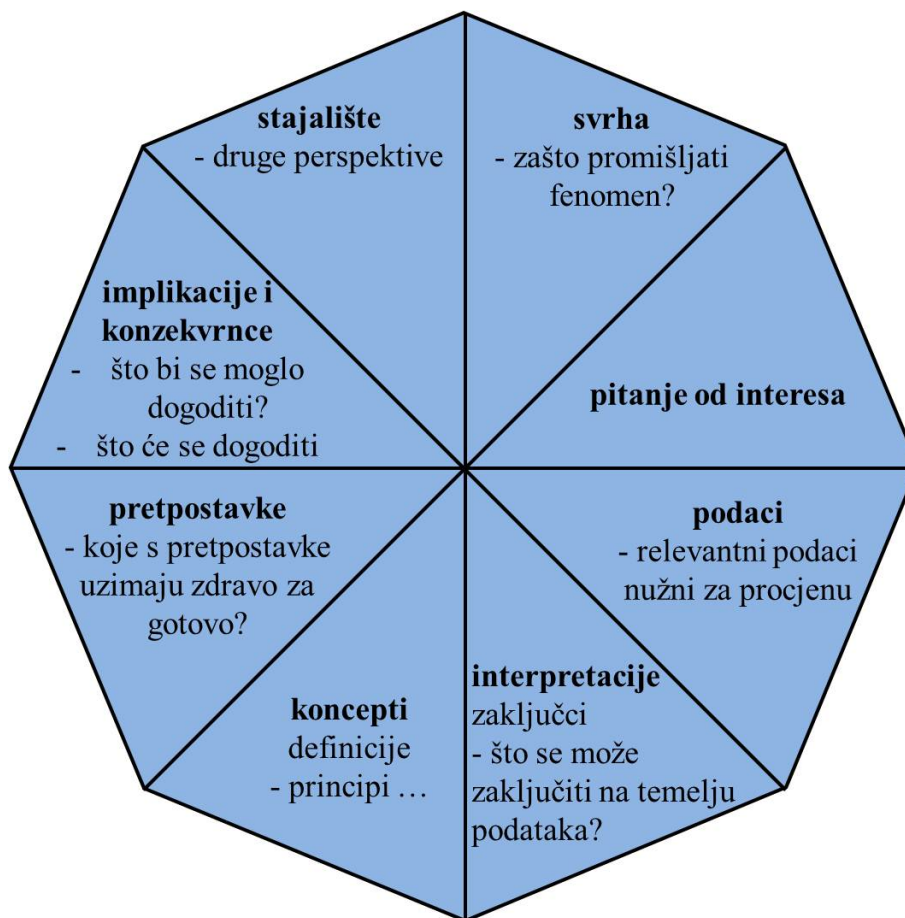 stajalište
- druge perspektive
svrha
- zašto promišljati
fenomen?
pitanje od interesa
podaci
- relevantni podaci
nužni za procjenu
interpretacije
zaključci
- što se može
zaključiti na temelju
podataka?
koncepti
definicije
- principi …
pretpostavke
- koje s pretpostavke
uzimaju zdravo za
gotovo?
implikacije i
konzekvrnce
- što bi se moglo
dogoditi?
- što će se dogoditi